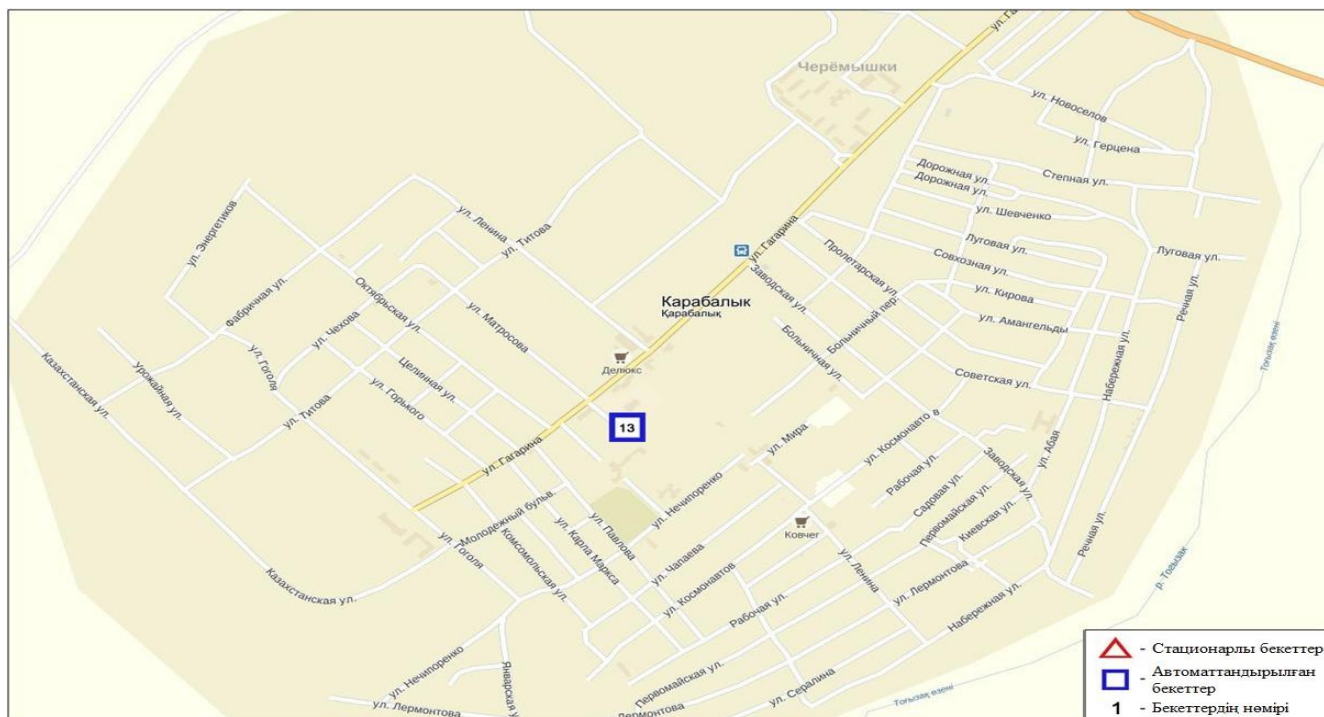 ул. Га
Черёмышки
ул. Новоселов
ул. Герцена
Дорожная ул.
Степная ул.
Дорожная ул.
ул. Энергетиков
ул. Ленина
ул. Титова
ул. Шевченко
ул. Гагарина
Пролетарская ул.
Луговая ул.
Луговая ул.
Совхозная ул.
Заводская ул.
ул. Кирова
Речная ул.
Фабричная ул.
Октябрьская ул.
ул. Чехова
ул. Матросова
Карабалык
Қарабалық
Больничный пер.
ул. Амангельды
Больничная ул.
Тоғызақ өзені
Казахстанская ул.
Урожайная ул.
ул. Гоголя
Целинная ул.
ул. Горького
Делюкс
Советская ул.
Набережная ул.
ул. Титова
13
ул. Гагарина
ул. Мира
ул. Космонавто в
ул. Абая
Заводская ул.
Рабочая ул.
Садовая ул.
ул. Нечипоренко
Первомайская ул.
Киевская ул.
Молодежный бульв.
ул. Павлова
Ковчег
Речная ул.
ул. Гоголя
Комсомольская ул.
ул. Карла Маркса
ул. Чапаева
ул. Ленина
ул. Лермонтова
Казахстанская ул.
ул. Космонавтов
Рабочая ул.
Набережная ул.
р. Тогызак
ул. Нечипоренко
Январская ул
Первомайская ул.
ул. Сералина
ул. Лермонтова
Лермонтова ул.
Тоғызақ өзені
- Стационарлы бекеттер
- Автоматтандырылған
бекеттер
1 - Бекеттердің нөмірі